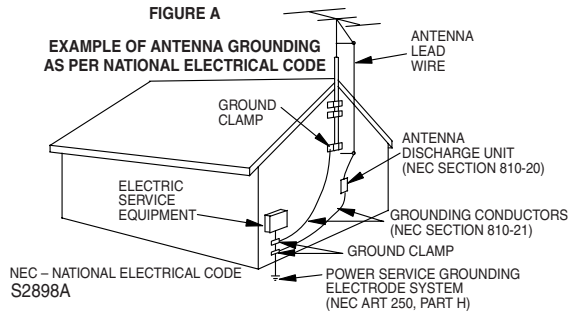 FIGURE A
EXAMPLE OF ANTENNA GROUNDING
AS PER NATIONAL ELECTRICAL CODE
ANTENNA
LEAD
WIRE
GROUND
CLAMP
ANTENNA
DISCHARGE UNIT
(NEC SECTION 810-20)
ELECTRIC
SERVICE
EQUIPMENT
GROUNDING CONDUCTORS
(NEC SECTION 810-21)
GROUND CLAMP
NEC – NATIONAL ELECTRICAL CODE
S2898A
POWER SERVICE GROUNDING
ELECTRODE SYSTEM
(NEC ART 250, PART H)